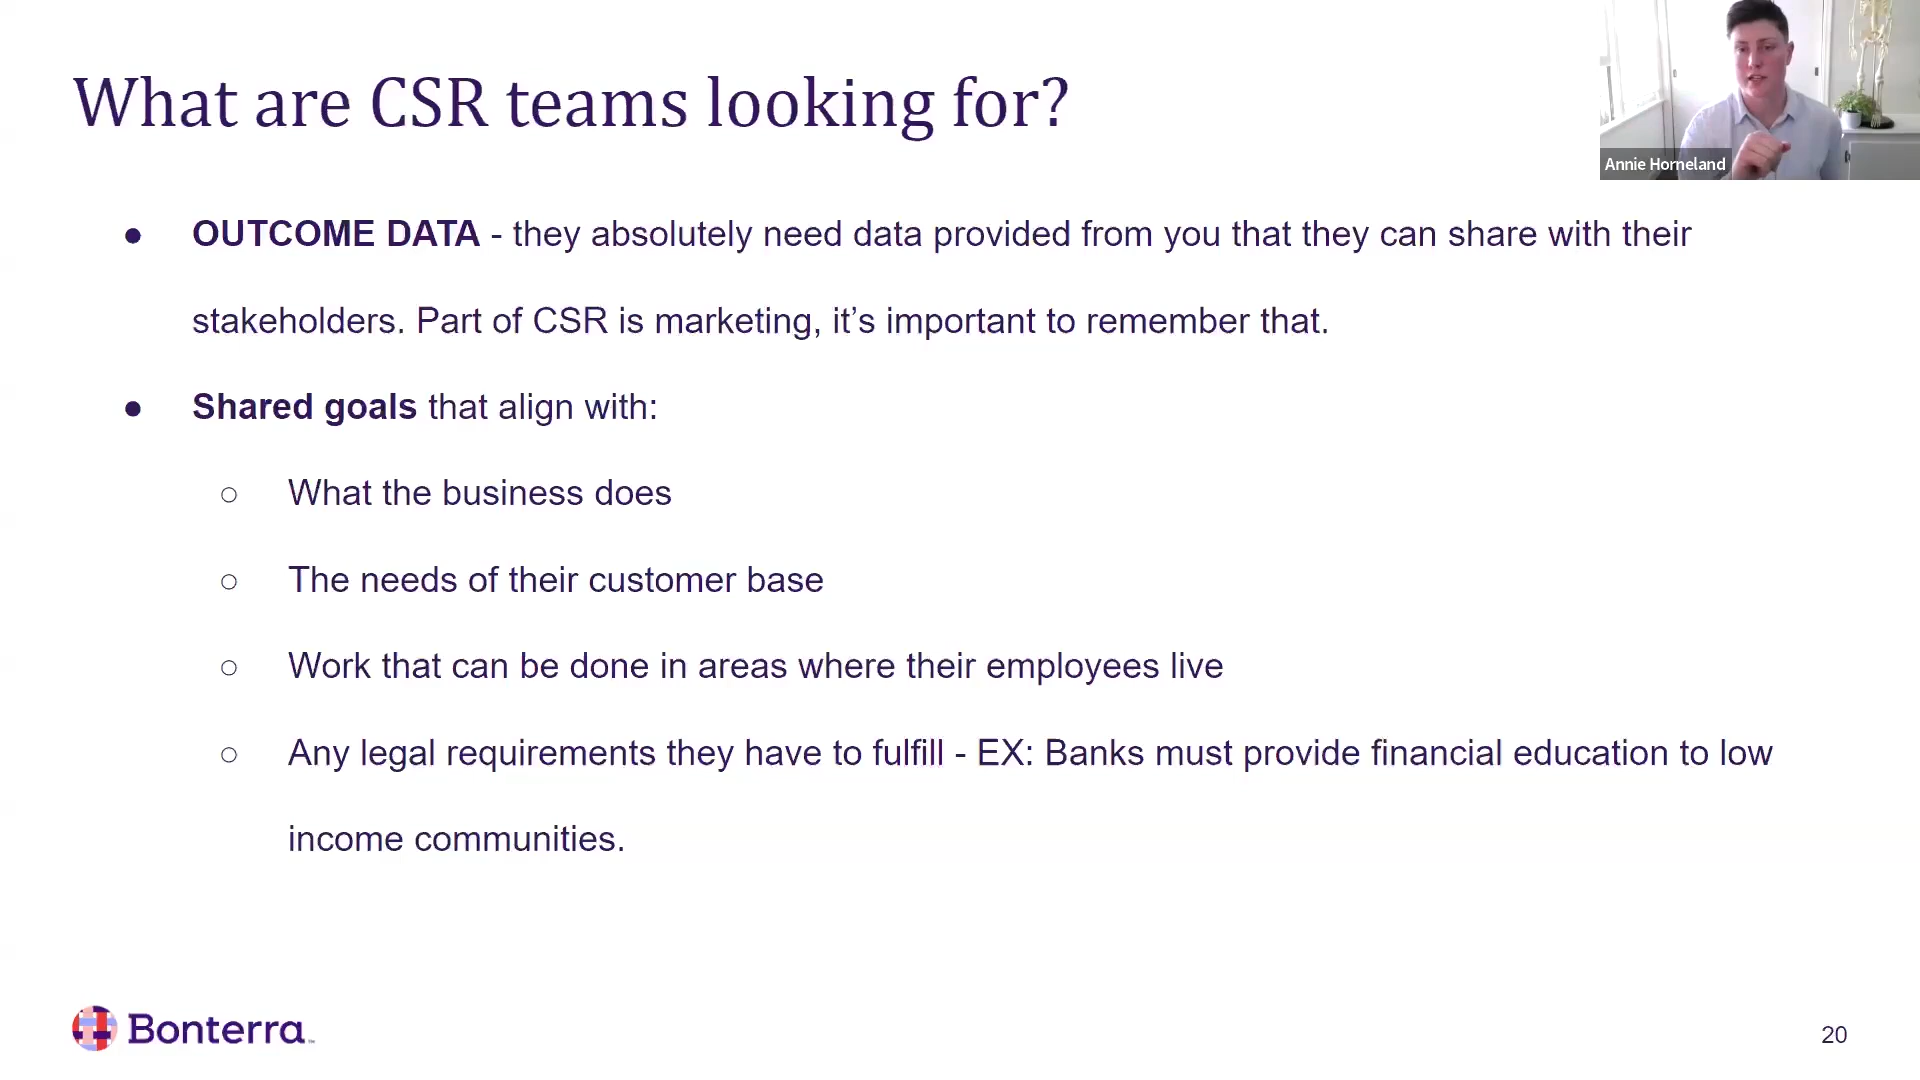 What are CSR teams looking for?
Annie Horneland
● OUTCOME DATA - they absolutely need data provided from you that they can share with their
stakeholders. Part of CSR is marketing, it’s important to remember that.
● Shared goals that align with:
○ What the business does
○ The needs of their customer base
○ Work that can be done in areas where their employees live
○ Any legal requirements they have to fulfill - EX: Banks must provide financial education to low
income communities.
Bonterra™
20